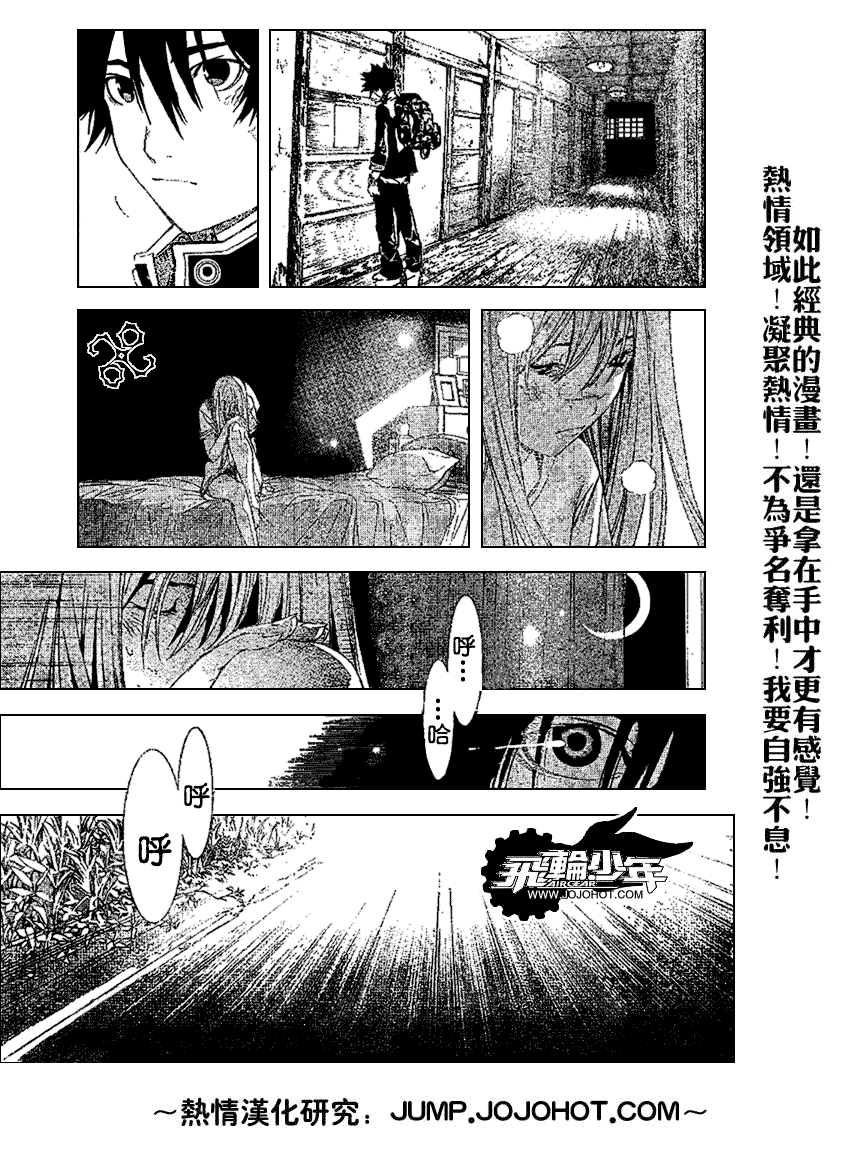 如此經典的漫畫！還是拿在手中才更有感覺！
熱情領域！凝聚熱情！不為爭名奪利！我要自強不息！
呼…
…哈
呼
呼
飛輪少年
AIRGEAR
WWW.JOJOHOT.COM
～熱情漢化研究：JUMP.JOJOHOT.COM～